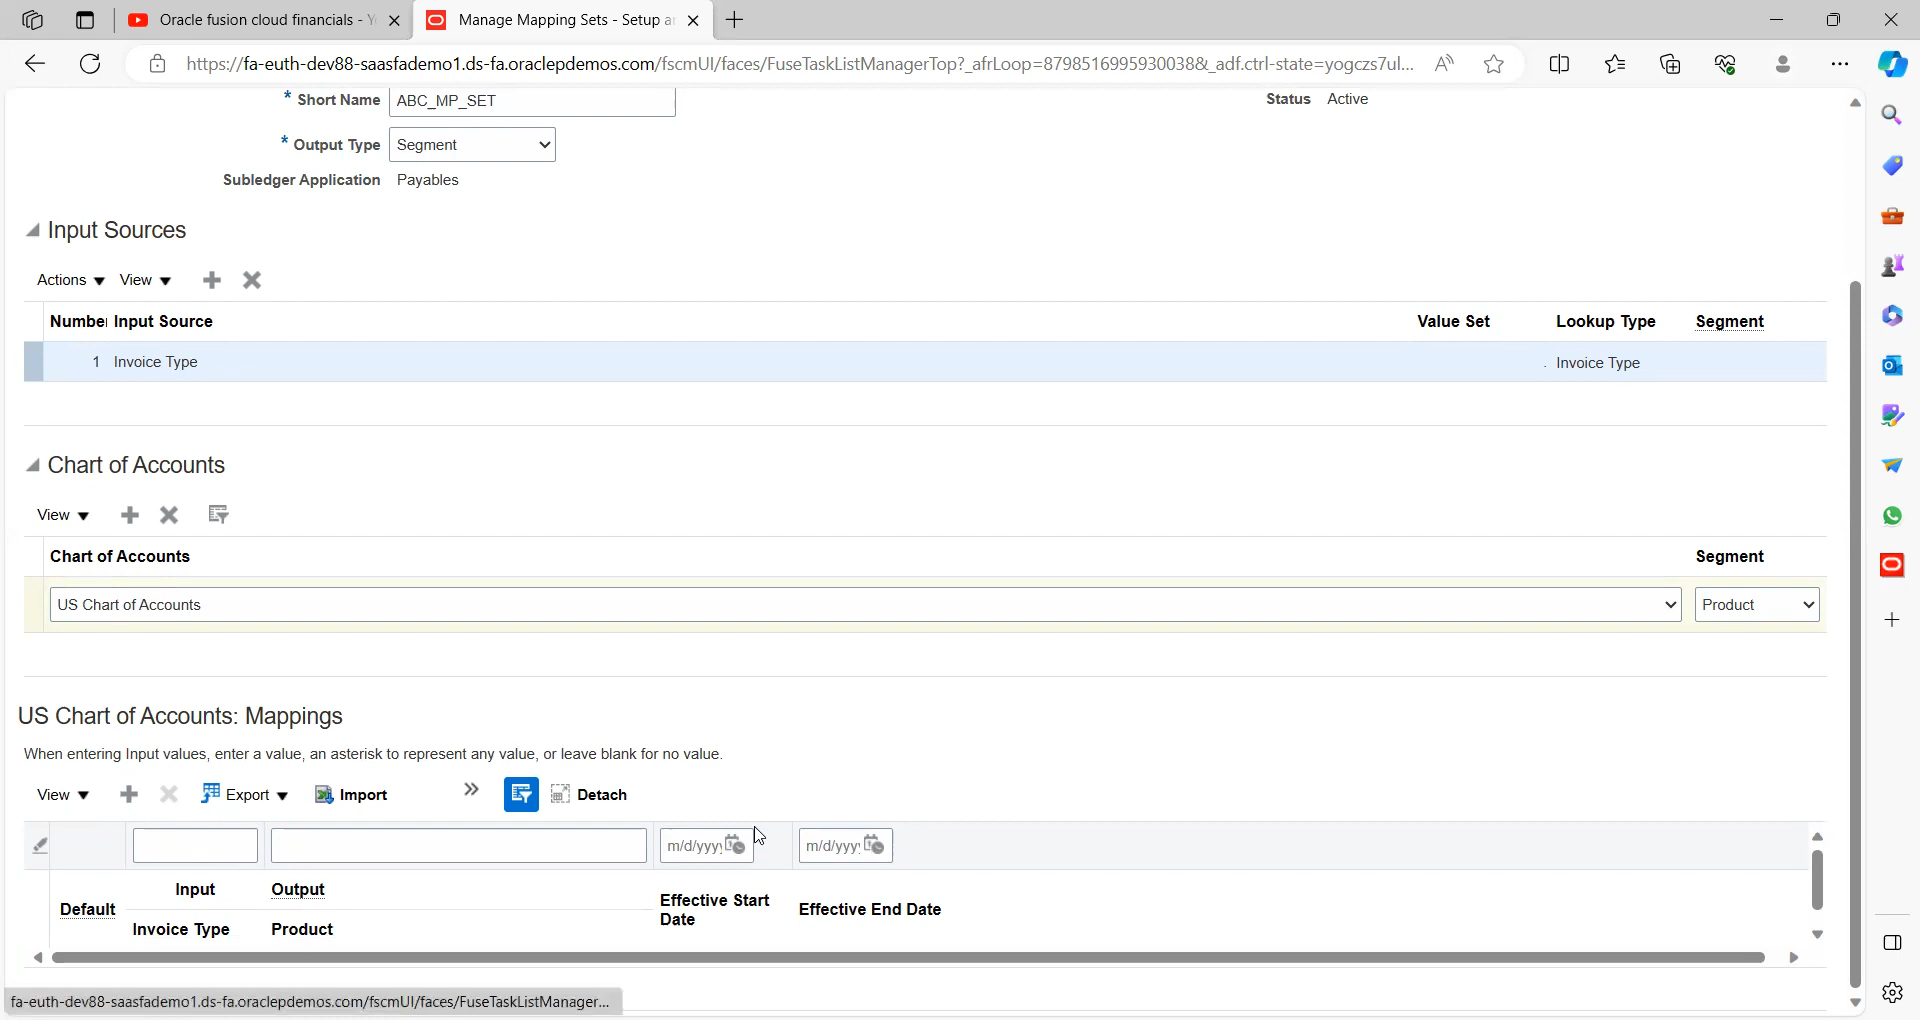 Oracle fusion cloud financials - Y
Manage Mapping Sets - Setup a
https://fa-euth-dev88-saasfademo1.ds-fa.oraclepdemos.com/fscmUI/faces/FuseTaskListManagerTop?_afrLoop=87985169959930038&_adf.ctrl-state=yogczs7ul...
* Short Name ABC_MP_SET
Status Active
* Output Type Segment
Subledger Application Payables
Input Sources
Actions View
Number Input Source Value Set Lookup Type Segment
1 Invoice Type . Invoice Type
Chart of Accounts
View
Chart of Accounts Segment
US Chart of Accounts Product
US Chart of Accounts: Mappings
When entering Input values, enter a value, an asterisk to represent any value, or leave blank for no value.
View Export Import » Detach
m/d/yyyy m/d/yyyy
Default Input Output Effective Start Date Effective End Date
Invoice Type Product
fa-euth-dev88-saasfademo1.ds-fa.oraclepdemos.com/fscmUI/faces/FuseTaskListManager...